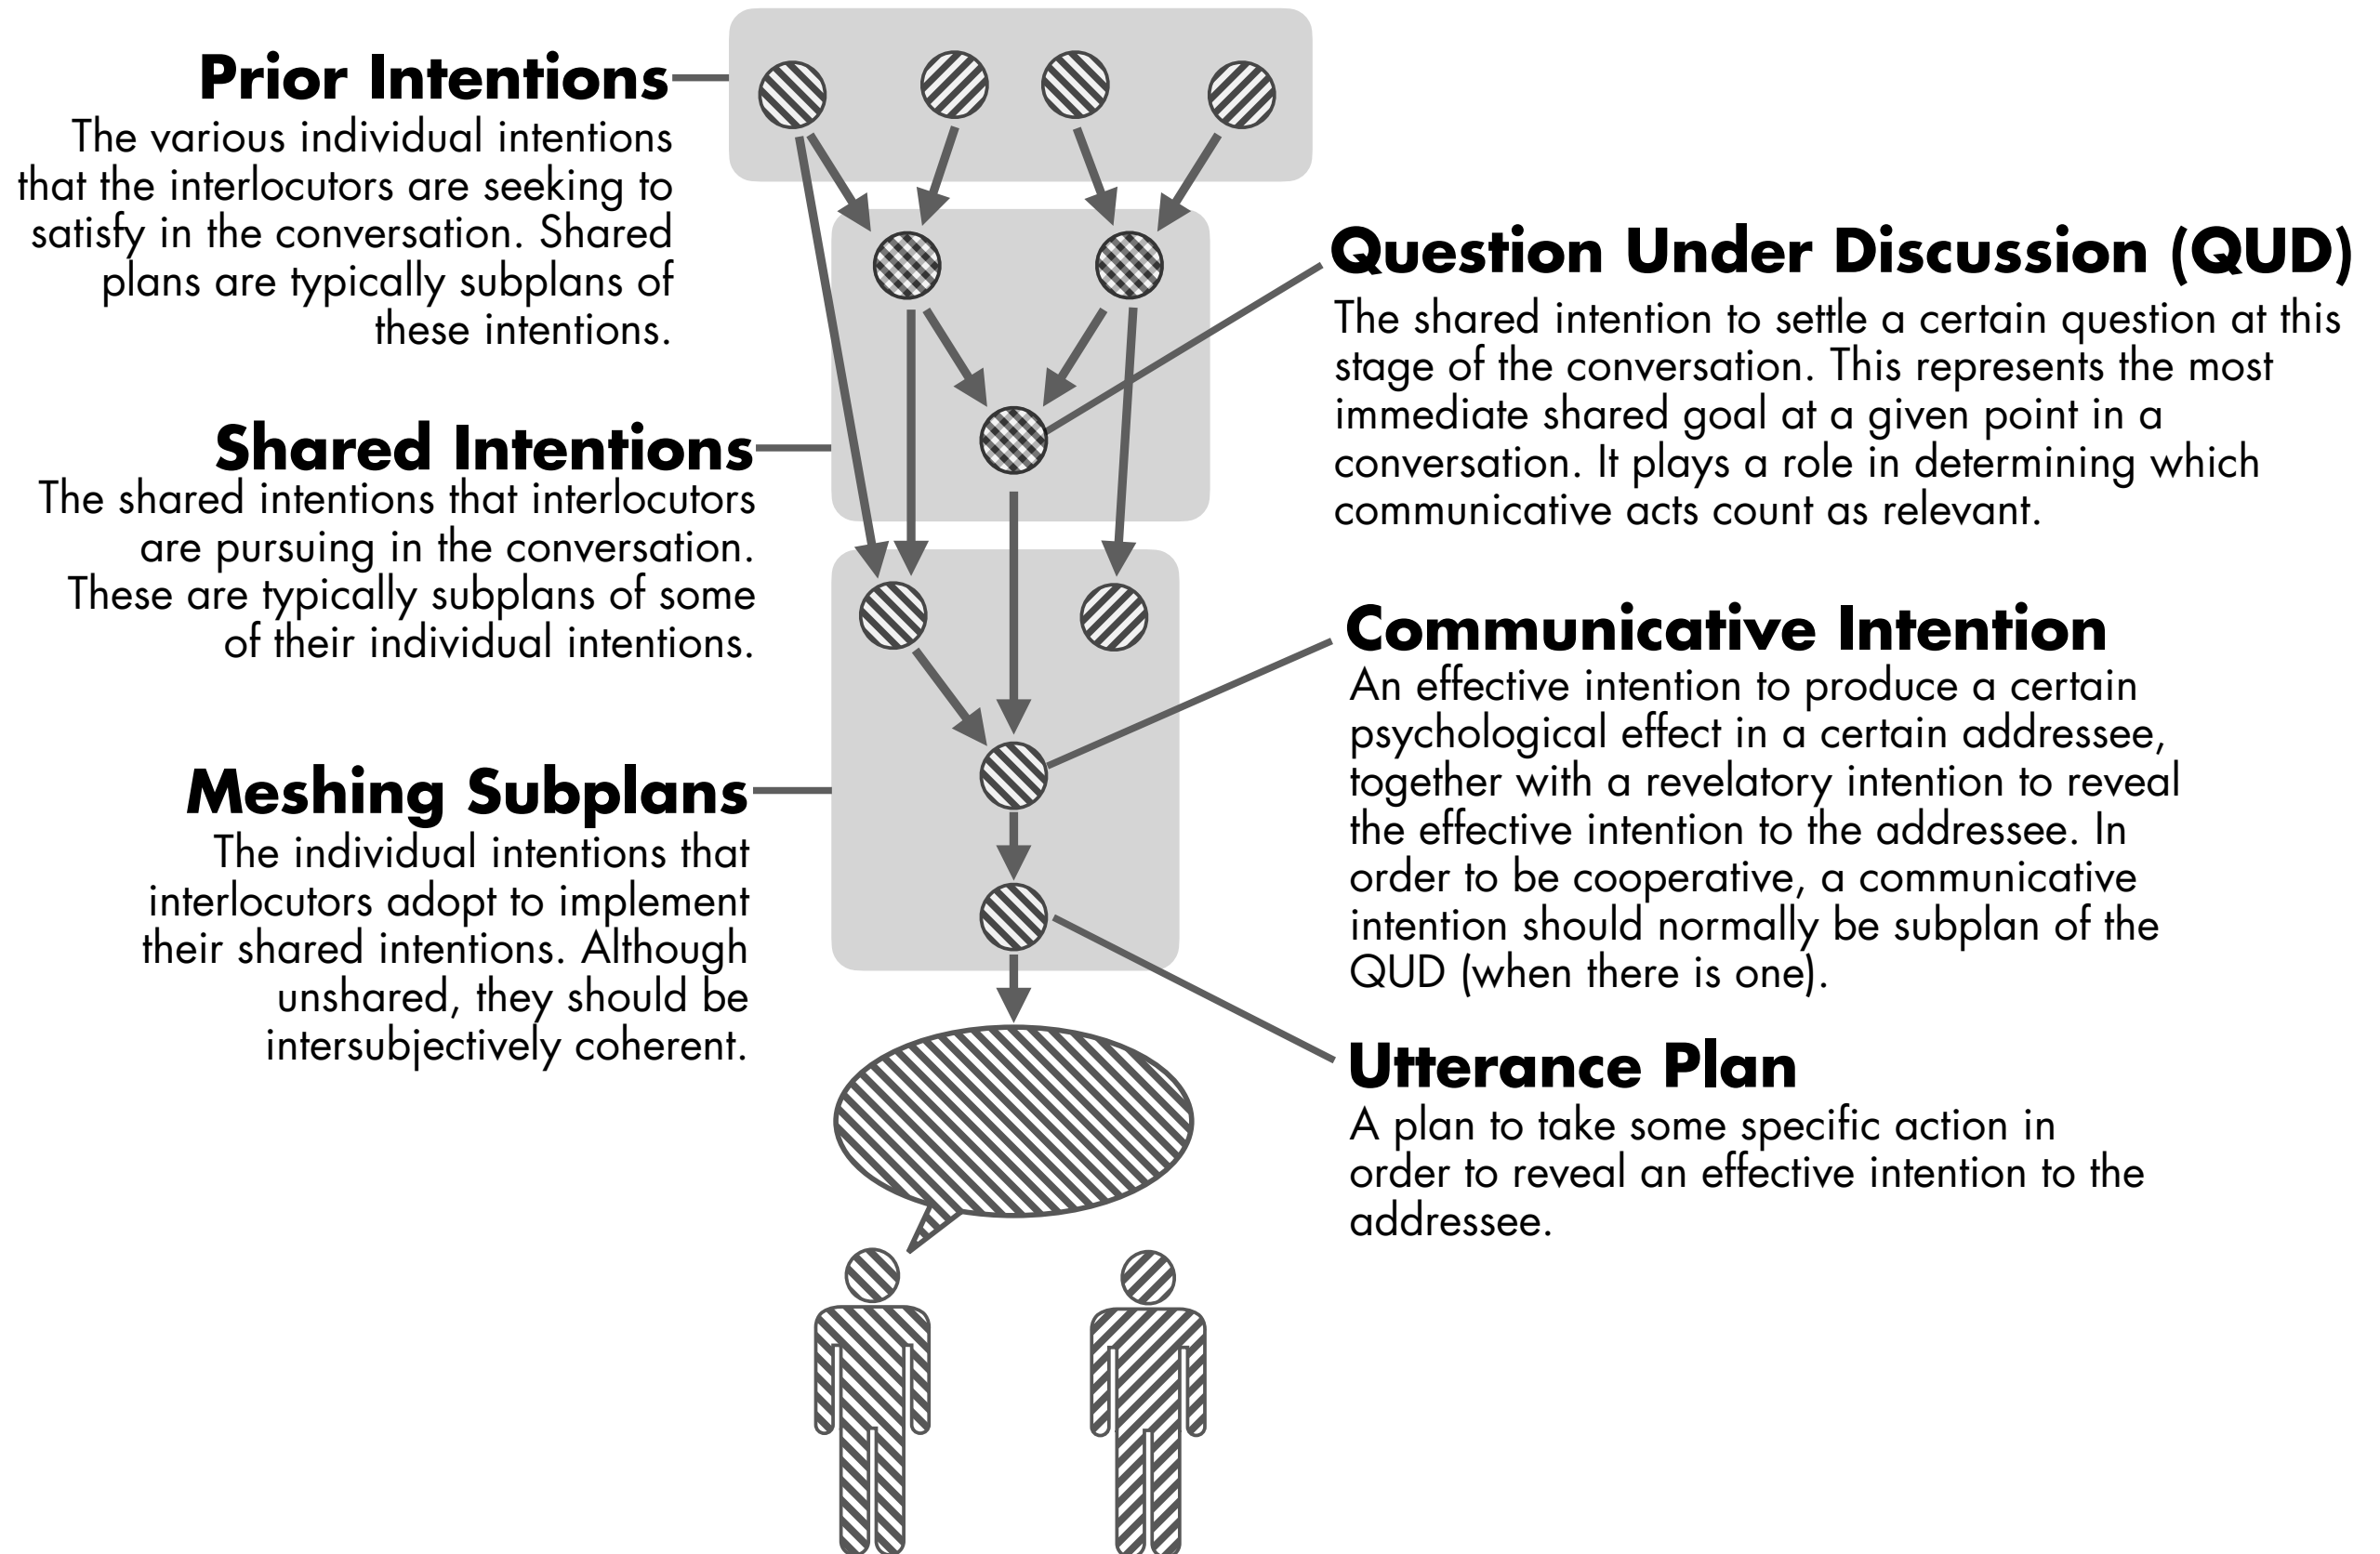 Prior Intentions
The various individual intentions
that the interlocutors are seeking to
satisfy in the conversation. Shared
plans are typically subplans of
these intentions.
Shared Intentions
The shared intentions that interlocutors
are pursuing in the conversation.
These are typically subplans of some
of their individual intentions.
Meshing Subplans
The individual intentions that
interlocutors adopt to implement
their shared intentions. Although
unshared, they should be
intersubjectively coherent.
Question Under Discussion (QUD)
The shared intention to settle a certain question at this
stage of the conversation. This represents the most
immediate shared goal at a given point in a
conversation. It plays a role in determining which
communicative acts count as relevant.
Communicative Intention
An effective intention to produce a certain
psychological effect in a certain addressee,
together with a revelatory intention to reveal
the effective intention to the addressee. In
order to be cooperative, a communicative
intention should normally be subplan of the
QUD (when there is one).
Utterance Plan
A plan to take some specific action in
order to reveal an effective intention to the
addressee.